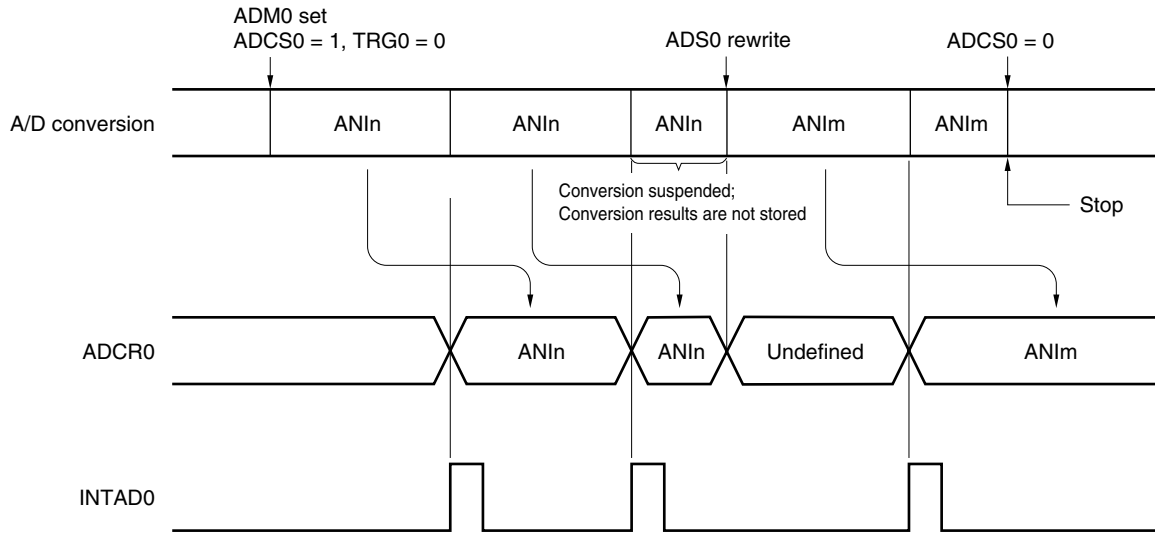 ADM0 set
ADCS0 = 1, TRG0 = 0
ADS0 rewrite
ADCS0 = 0
A/D conversion
ANIn
ANIn
ANIn
ANIm
ANIm
Conversion suspended;
Conversion results are not stored
Stop
ADCR0
ANIn
ANIn
Undefined
ANIm
INTAD0